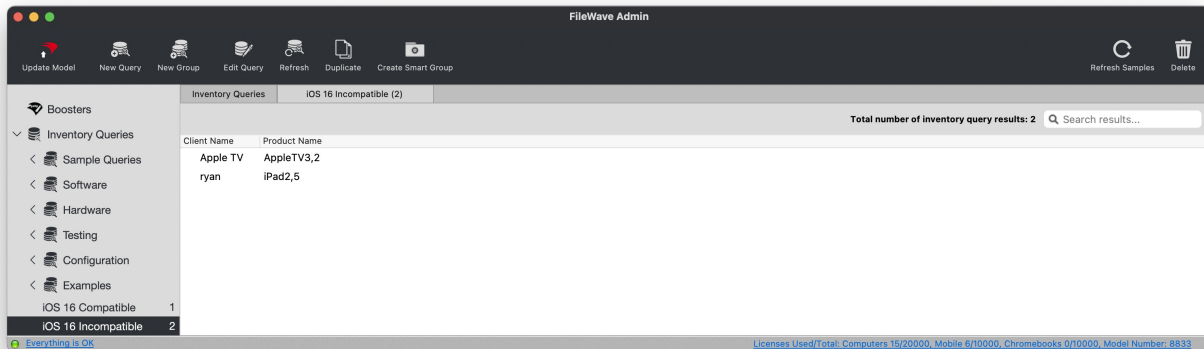 FileWave Admin
Update Model
New Query
New Group
Edit Query
Refresh
Duplicate
Create Smart Group
Refresh Samples
Delete
Boosters
Inventory Queries
Sample Queries
Software
Hardware
Testing
Configuration
Examples
iOS 16 Compatible 1
iOS 16 Incompatible 2
Inventory Queries
iOS 16 Incompatible (2)
Total number of inventory query results: 2
Search results...
Client Name Product Name
Apple TV AppleTV3,2
ryan iPad2,5
Everything is OK
Licenses Used/Total: Computers 15/20000, Mobile 6/10000, Chromebooks 0/10000, Model Number: 8833